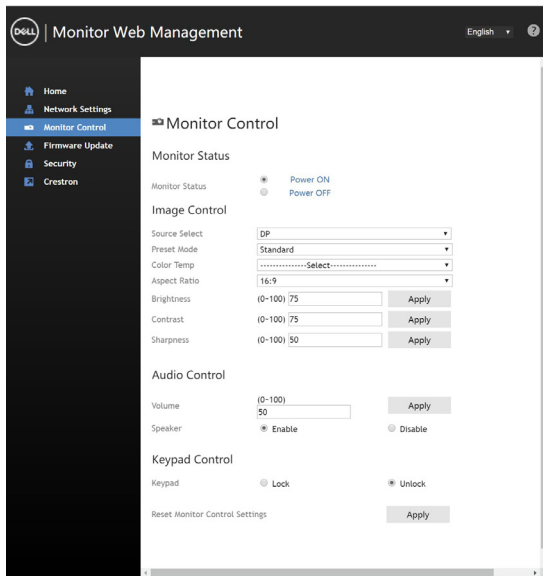 DELL | Monitor Web Management
English
?
Home
Network Settings
Monitor Control
Firmware Update
Security
Crestron
Monitor Control
Monitor Status
Monitor Status
Power ON
Power OFF
Image Control
Source Select DP
Preset Mode Standard
Color Temp ---------------Select---------------
Aspect Ratio 16:9
Brightness (0~100) 75 Apply
Contrast (0~100) 75 Apply
Sharpness (0~100) 50 Apply
Audio Control
(0~100)
Volume 50 Apply
Speaker Enable Disable
Keypad Control
Keypad Lock Unlock
Reset Monitor Control Settings Apply